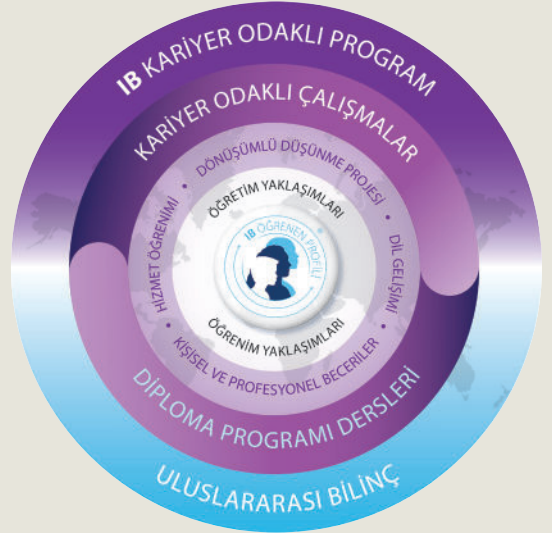 IB KARİYER ODAKLI PROGRAM
KARİYER ODAKLI ÇALIŞMALAR
DÖNÜŞÜMLÜ DÜŞÜNME PROJESİ
HİZMET ÖĞRENİMİ
DİL GELİŞİMİ
ÖĞRETİM YAKLAŞIMLARI
IB ÖĞRENEN PROFİLİ
ÖĞRENİM YAKLAŞIMLARI
KİŞİSEL VE PROFESYONEL BECERİLER
DİPLOMA PROGRAMI DERSLERİ
ULUSLARARASI BİLİNÇ